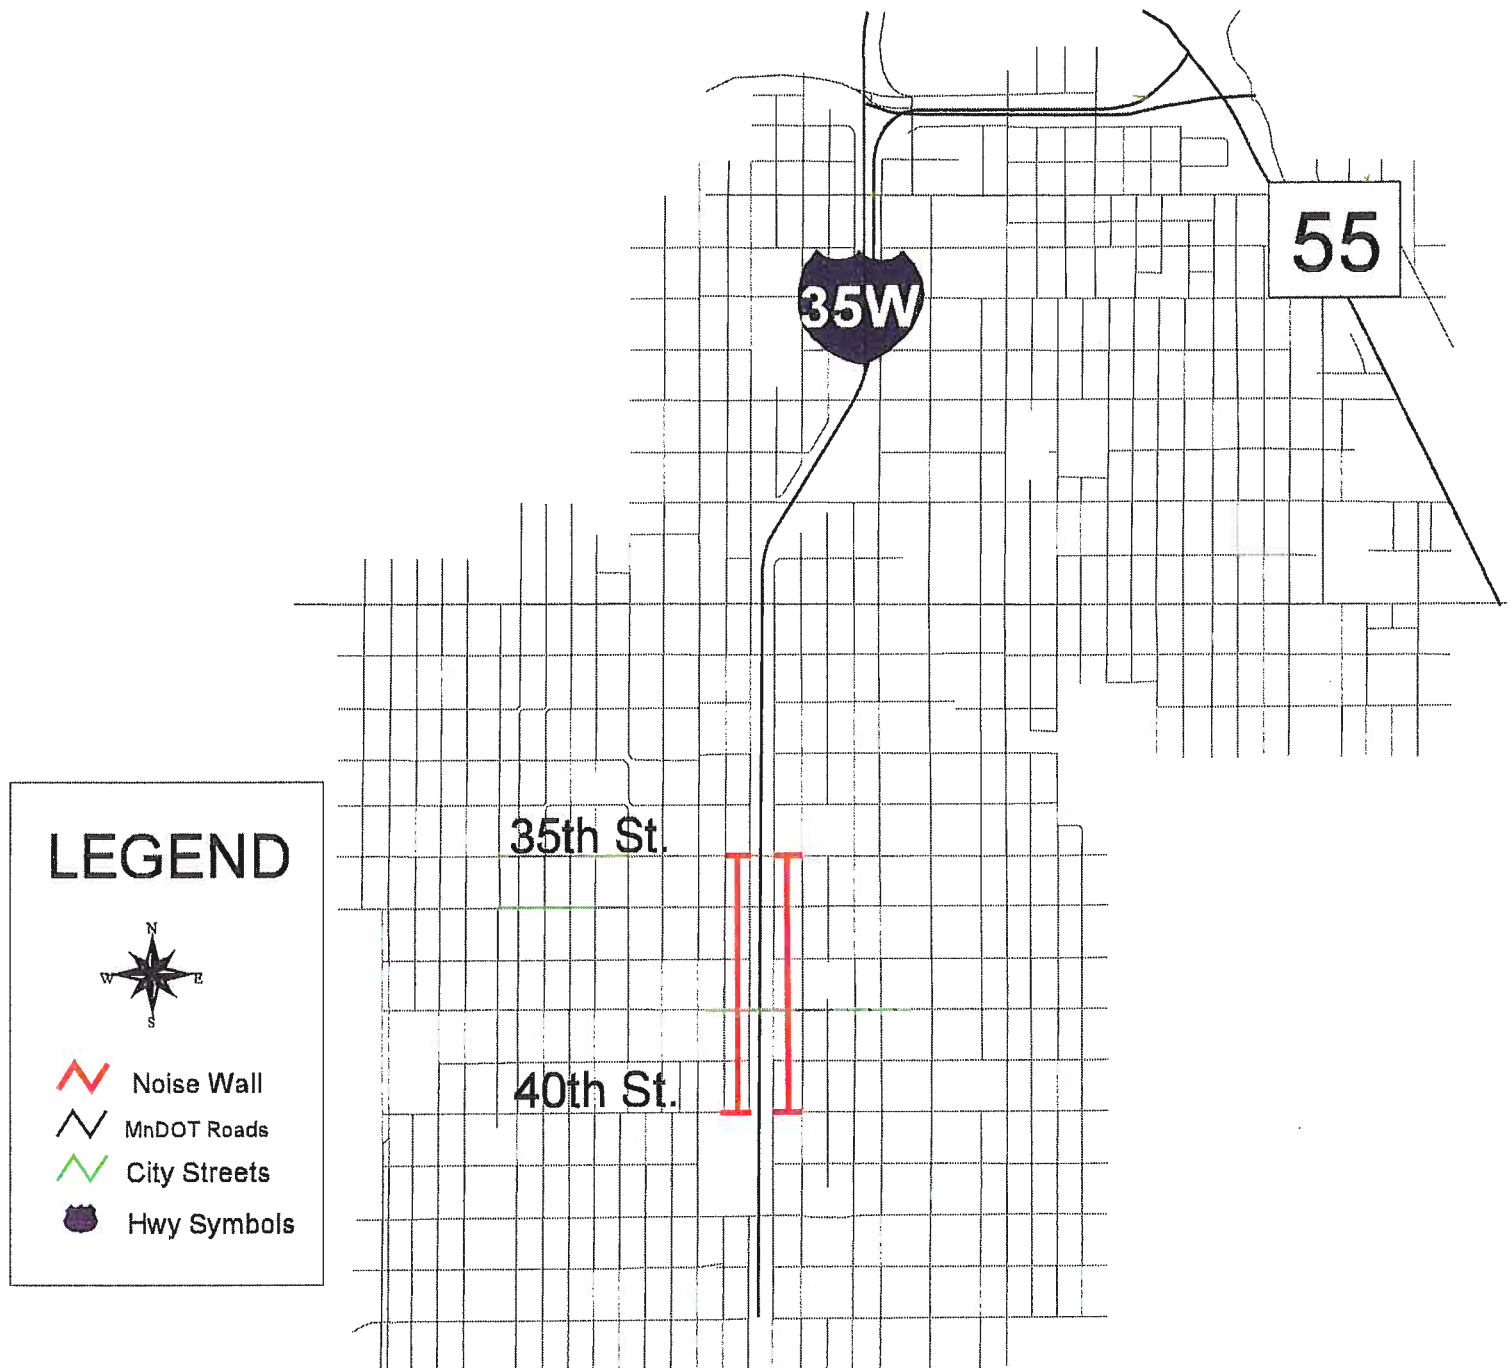 55
35W
35th St.
40th St.
LEGEND
N
W E
S
Noise Wall
MnDOT Roads
City Streets
Hwy Symbols